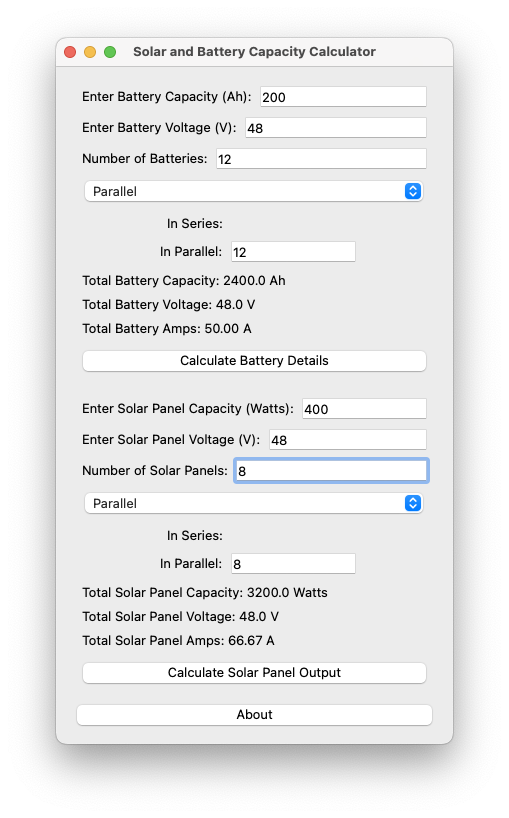 Solar and Battery Capacity Calculator
Enter Battery Capacity (Ah): 200
Enter Battery Voltage (V): 48
Number of Batteries: 12
Parallel
In Series:
In Parallel: 12
Total Battery Capacity: 2400.0 Ah
Total Battery Voltage: 48.0 V
Total Battery Amps: 50.00 A
Calculate Battery Details
Enter Solar Panel Capacity (Watts): 400
Enter Solar Panel Voltage (V): 48
Number of Solar Panels: 8
Parallel
In Series:
In Parallel: 8
Total Solar Panel Capacity: 3200.0 Watts
Total Solar Panel Voltage: 48.0 V
Total Solar Panel Amps: 66.67 A
Calculate Solar Panel Output
About